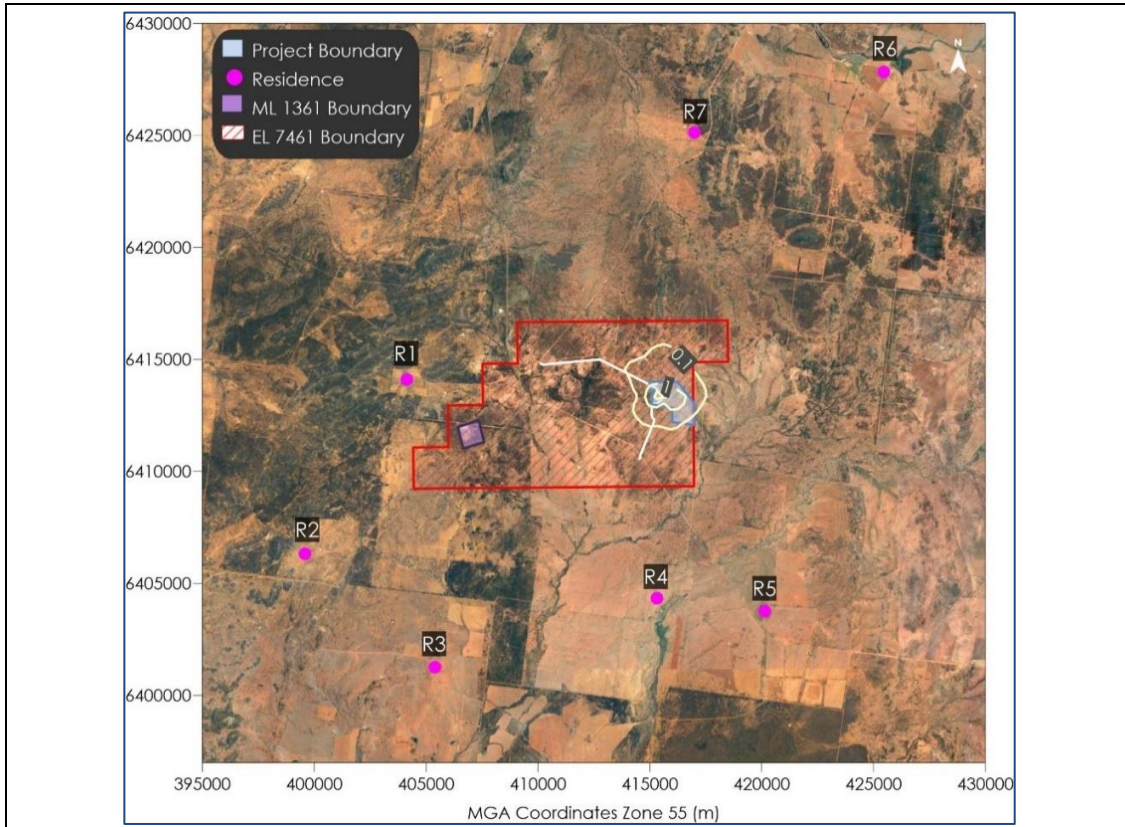 6430000
Project Boundary
Residence
ML 1361 Boundary
EL 7461 Boundary
N
R6
R7
6425000
6420000
6415000
0.1
1
R1
6410000
R2
6405000
R4
R5
R3
6400000
395000 400000 405000 410000 415000 420000 425000 430000
MGA Coordinates Zone 55 (m)